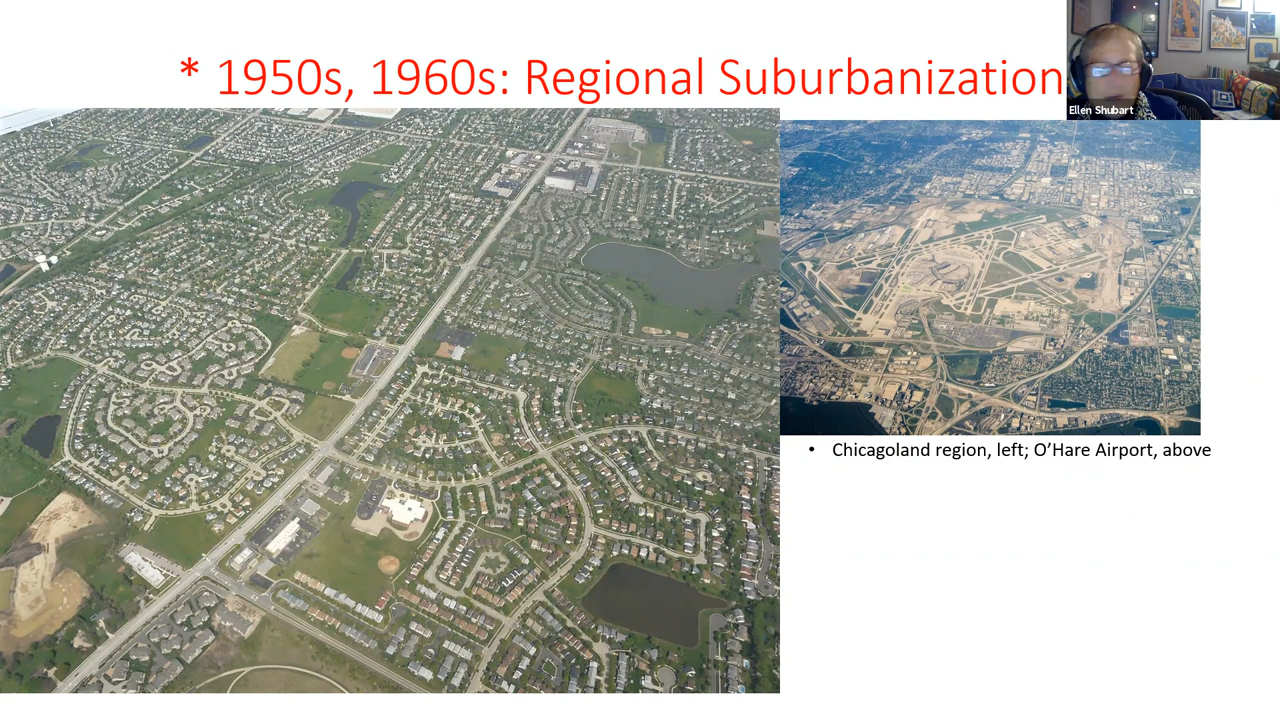 * 1950s, 1960s: Regional Suburbanization
Ellen Shubart
• Chicagoland region, left; O’Hare Airport, above